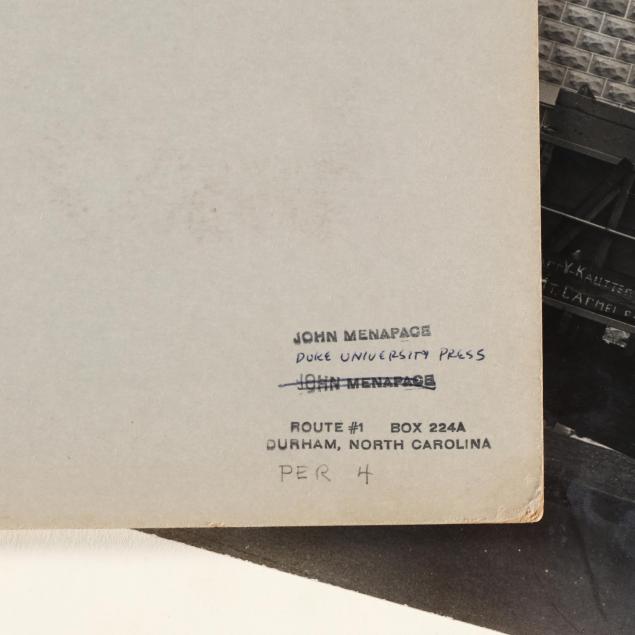 JOHN MENAPACE
DUKE UNIVERSITY PRESS
JOHN MENAPACE
ROUTE #1 BOX 224A
DURHAM, NORTH CAROLINA
PER 4